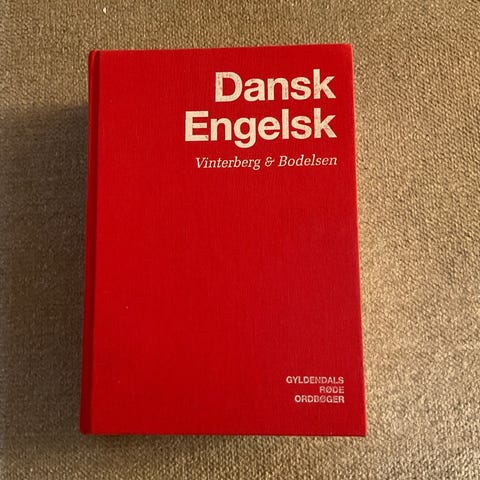 Dansk
Engelsk
Vinterberg & Bodelsen
GYLDENDALS
RØDE
ORDBØGER